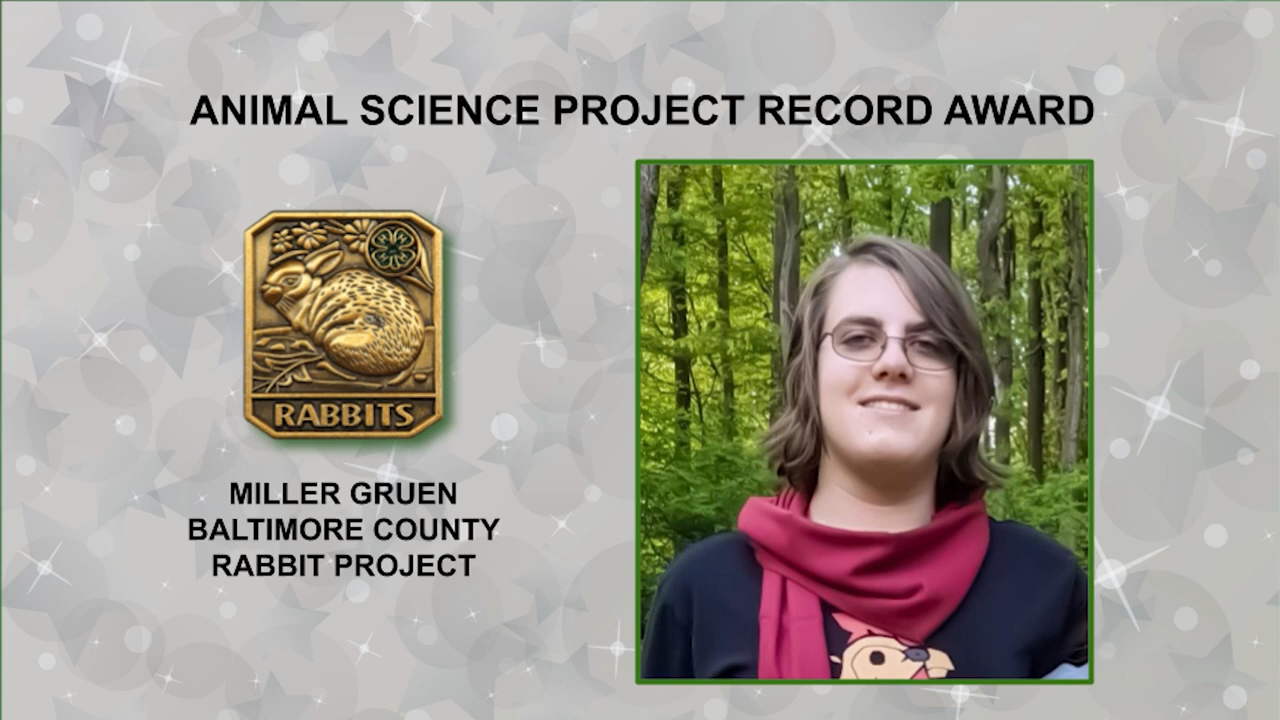 ANIMAL SCIENCE PROJECT RECORD AWARD
H H H H
RABBITS
MILLER GRUEN
BALTIMORE COUNTY
RABBIT PROJECT